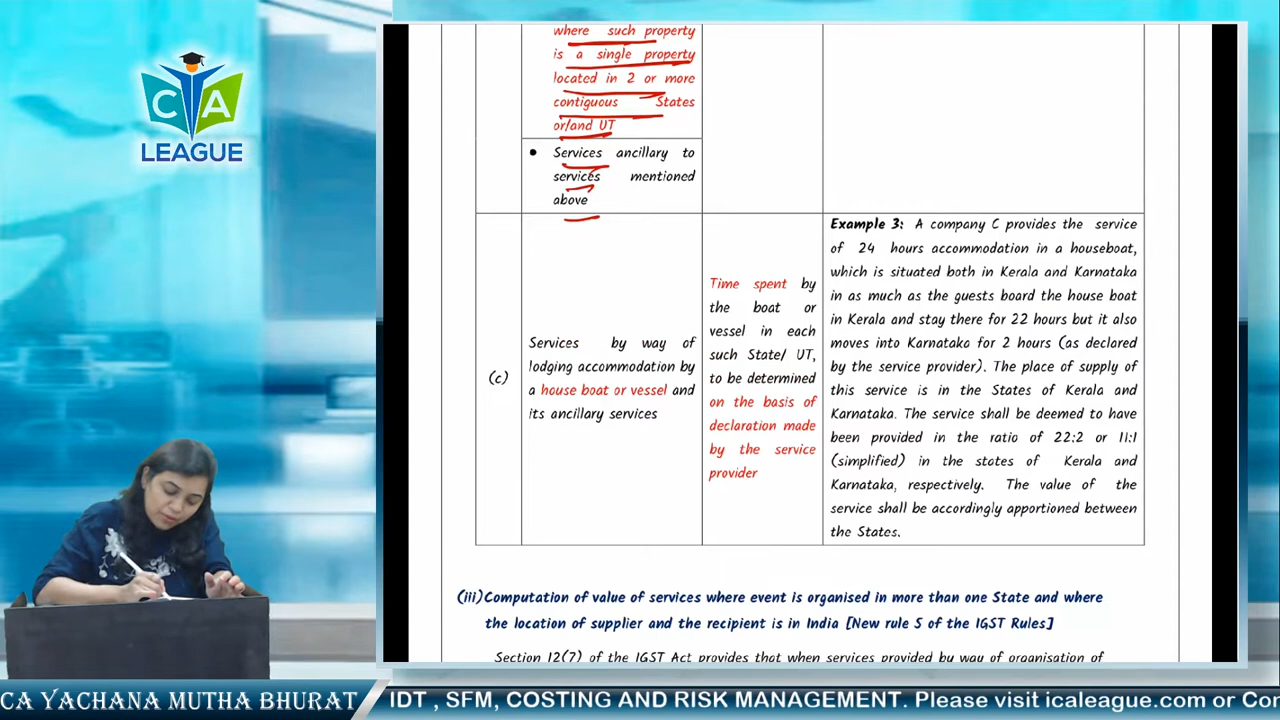 CA
LEAGUE
where such property
is a single property
located in 2 or more
contiguous States
or/and UT
• Services ancillary to
services mentioned
above
(c)
Services by way of
lodging accommodation by
a house boat or vessel and
its ancillary services
Time spent by
the boat or
vessel in each
such State/ UT,
to be determined
on the basis of
declaration made
by the service
provider
Example 3: A company C provides the service
of 24 hours accommodation in a houseboat,
which is situated both in Kerala and Karnataka
in as much as the guests board the house boat
in Kerala and stay there for 22 hours but it also
moves into Karnataka for 2 hours (as declared
by the service provider). The place of supply of
this service is in the States of Kerala and
Karnataka. The service shall be deemed to have
been provided in the ratio of 22:2 or 11:1
(simplified) in the states of Kerala and
Karnataka, respectively. The value of the
service shall be accordingly apportioned between
the States.
(iii)Computation of value of services where event is organised in more than one State and where
the location of supplier and the recipient is in India [New rule 5 of the IGST Rules]
Section 12(7) of the IGST Act provides that when services provided by way of organisation of
CA YACHANA MUTHA BHURAT
IDT , SFM, COSTING AND RISK MANAGEMENT. Please visit icaleague.com or Co